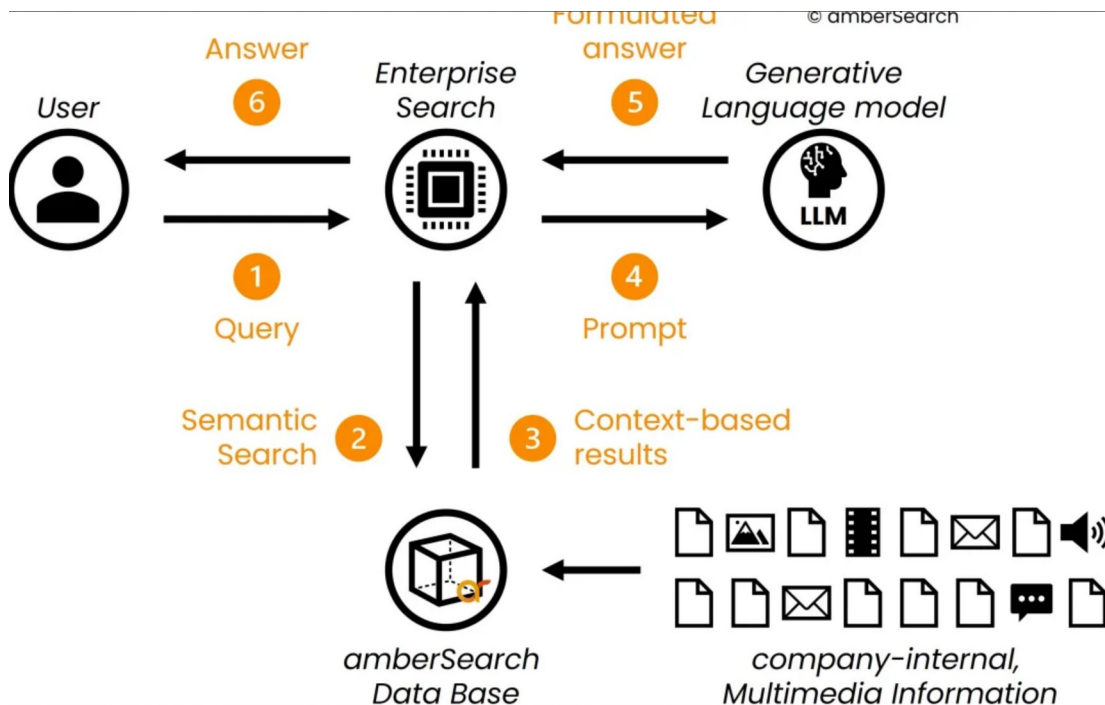 Formulated
answer
© amberSearch
Answer
6
Enterprise
Search
5
Generative
Language model
User
LLM
1
Query
4
Prompt
Semantic
Search
2
3
Context-based
results
amberSearch
Data Base
company-internal,
Multimedia Information